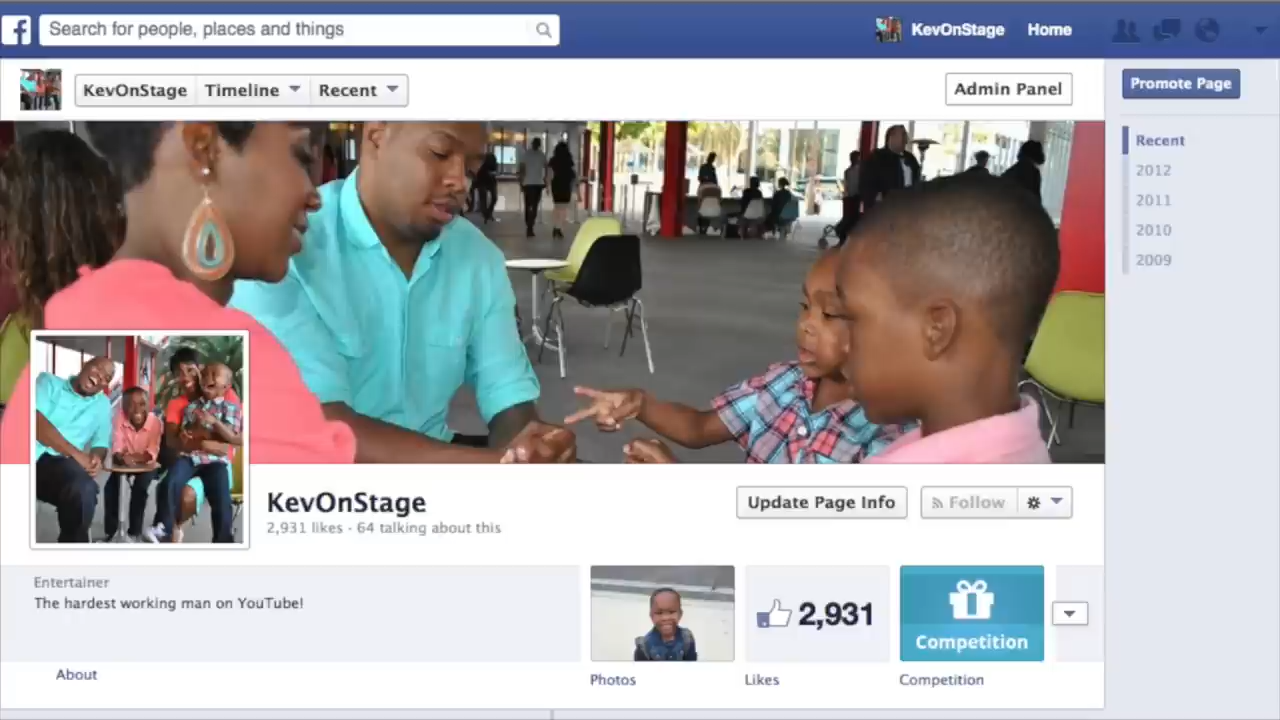 f Search for people, places and things KevOnStage Home
KevOnStage Timeline Recent Admin Panel Promote Page
Recent
2012
2011
2010
2009
KevOnStage Update Page Info Follow
2,931 likes · 64 talking about this
Entertainer
The hardest working man on YouTube!
2,931
Competition
About Photos Likes Competition